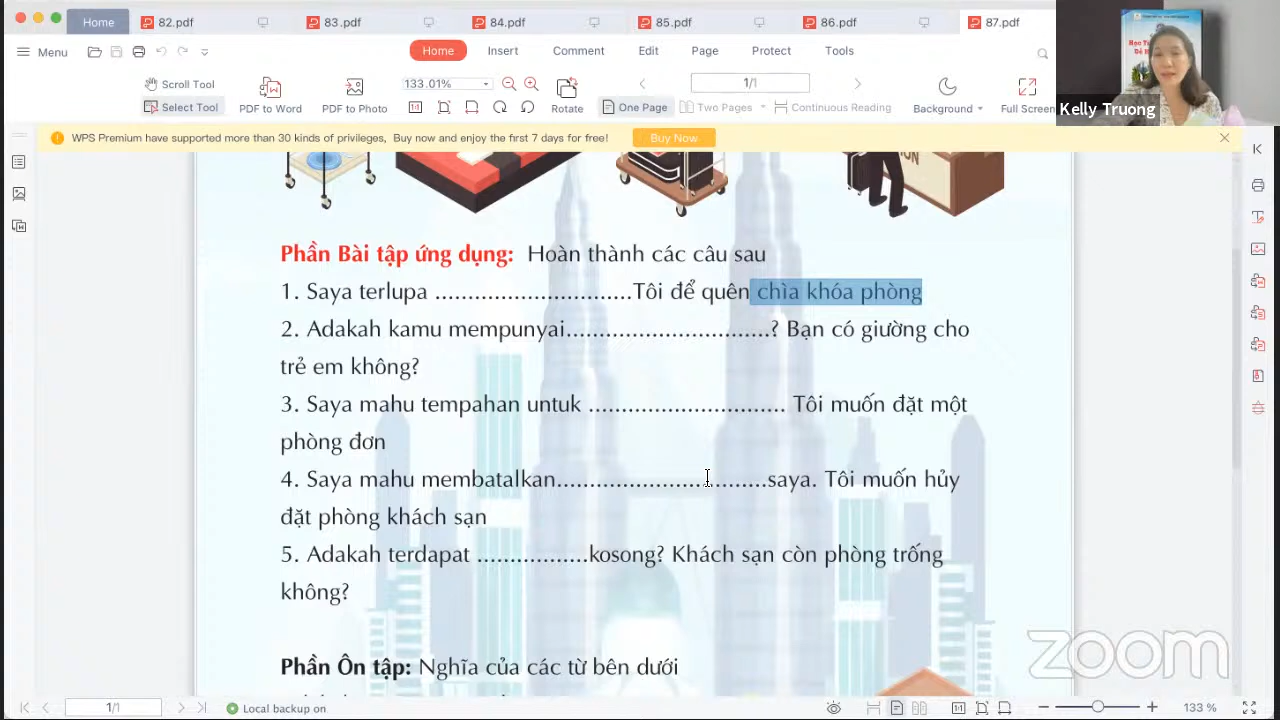 Home 82.pdf 83.pdf 84.pdf 85.pdf 86.pdf 87.pdf
Menu Home Insert Comment Edit Page Protect Tools
Scroll Tool 133.01% 1/1
Select Tool PDF to Word PDF to Photo Rotate One Page Two Pages Continuous Reading Background Full Screen
Kelly Truong
WPS Premium have supported more than 30 kinds of privileges, Buy now and enjoy the first 7 days for free! Buy Now
Phần Bài tập ứng dụng: Hoàn thành các câu sau
1. Saya terlupa ..............................Tôi để quên chìa khóa phòng
2. Adakah kamu mempunyai...............................? Bạn có giường cho
trẻ em không?
3. Saya mahu tempahan untuk .............................. Tôi muốn đặt một
phòng đơn
4. Saya mahu membatalkan................................saya. Tôi muốn hủy
đặt phòng khách sạn
5. Adakah terdapat .................kosong? Khách sạn còn phòng trống
không?
Phần Ôn tập: Nghĩa của các từ bên dưới
zoom
1/1 Local backup on 133 %